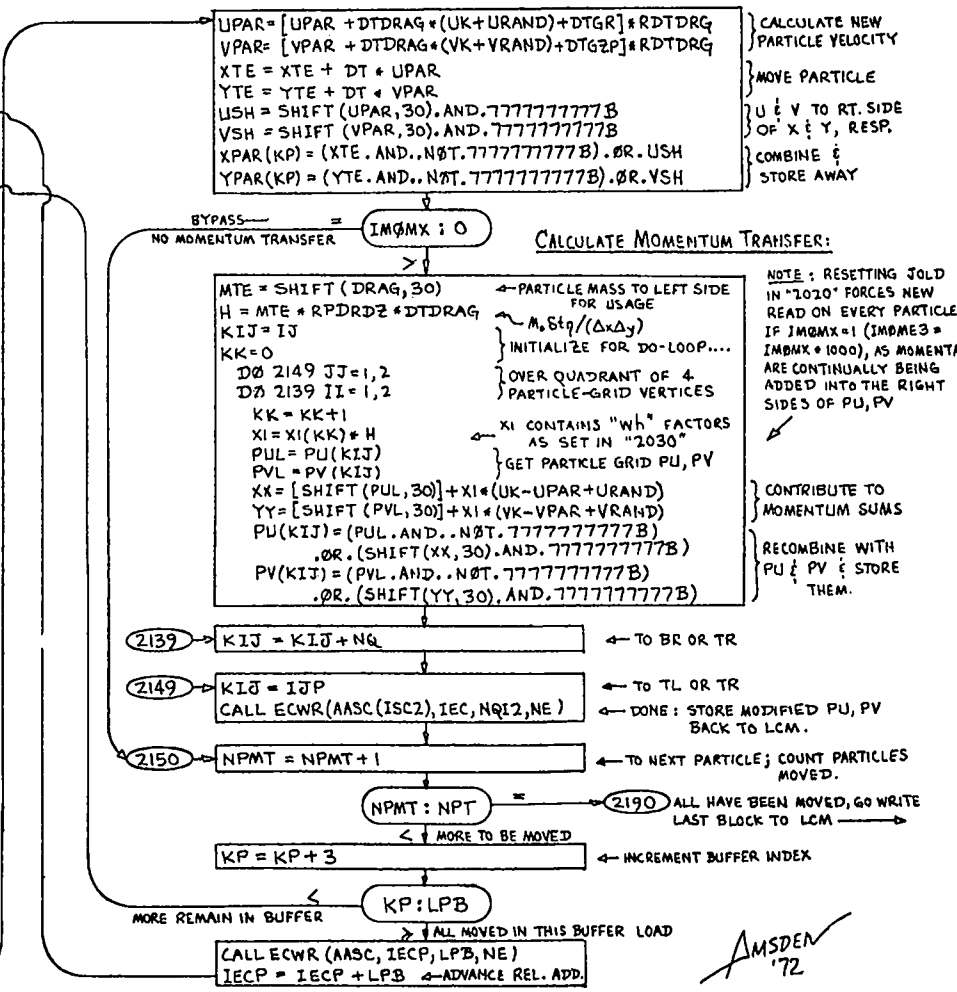 UPAR=[UPAR +DTDRAG*(UK+URAND)+DTGR]*RDTDRG
VPAR= [VPAR +DTDRAG*(VK+VRAND)+DTGZP]*RDTDRG
} CALCULATE NEW
PARTICLE VELOCITY
XTE = XTE + DT * UPAR
YTE = YTE + DT * VPAR
} MOVE PARTICLE
USH = SHIFT (UPAR,30).AND.7777777777B
VSH = SHIFT (VPAR,30).AND.7777777777B
} U & V TO RT. SIDE
OF X & Y, RESP.
XPAR(KP) = (XTE.AND..NØT.7777777777B).ØR.USH
YPAR(KP) = (YTE.AND..NØT.7777777777B).ØR.VSH
} COMBINE &
STORE AWAY
BYPASS— =
NO MOMENTUM TRANSFER
IMØMX : 0
>
CALCULATE MOMENTUM TRANSFER:
MTE = SHIFT (DRAG,30) ←PARTICLE MASS TO LEFT SIDE
FOR USAGE
H = MTE * RPDRDZ *DTDRAG ← M₀δtq/(ΔxΔy)
KIJ=IJ
KK=0
} INITIALIZE FOR DO-LOOP....
DØ 2149 JJ=1,2
DØ 2139 II=1,2
} OVER QUADRANT OF 4
PARTICLE-GRID VERTICES
KK = KK+1
XI = XI(KK)*H ← XI CONTAINS "Wh" FACTORS
AS SET IN "2030"
PUL= PU(KIJ)
PVL = PV(KIJ)
} GET PARTICLE GRID PU, PV
XX= [SHIFT (PUL,30)]+XI*(UK-UPAR+URAND)
YY= [SHIFT (PVL,30)]+XI*(VK-VPAR+VRAND)
} CONTRIBUTE TO
MOMENTUM SUMS
PU(KIJ)=(PUL.AND..NØT.7777777777B)
.ØR.(SHIFT(XX,30).AND.7777777777B)
PV(KIJ)=(PVL.AND..NØT.7777777777B)
.ØR.(SHIFT(YY,30).AND.7777777777B)
} RECOMBINE WITH
PU & PV & STORE
THEM.
NOTE : RESETTING JOLD
IN "2020" FORCES NEW
READ ON EVERY PARTICLE
IF IMØMX=1 (IMØME3 =
IMØMX * 1000), AS MOMENTA
ARE CONTINUALLY BEING
ADDED INTO THE RIGHT
SIDES OF PU, PV
2139 KIJ = KIJ+NQ ← TO BR OR TR
2149 KIJ = IJP ← TO TL OR TR
CALL ECWR(AASC(ISC2),IEC,NQI2,NE) ← DONE : STORE MODIFIED PU, PV
BACK TO LCM.
2150 NPMT = NPMT+1 ← TO NEXT PARTICLE; COUNT PARTICLES
MOVED.
NPMT : NPT = 2190 ALL HAVE BEEN MOVED, GO WRITE
LAST BLOCK TO LCM →
< MORE TO BE MOVED
KP = KP+3 ← INCREMENT BUFFER INDEX
< KP:LPB
MORE REMAIN IN BUFFER
≥ ALL MOVED IN THIS BUFFER LOAD
CALL ECWR (AASC, IECP, LPB, NE)
IECP = IECP +LPB ← ADVANCE REL. ADD.
AMSDEN
'72